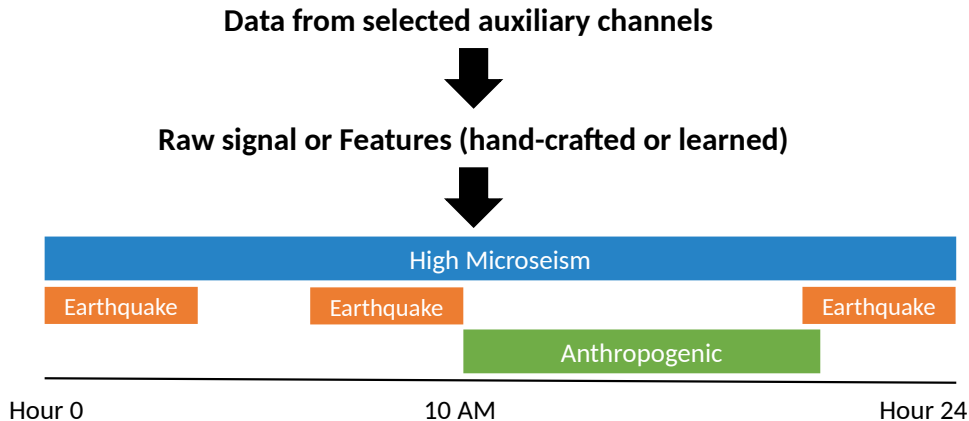 Data from selected auxiliary channels
Raw signal or Features (hand-crafted or learned)
High Microseism
Earthquake Earthquake Earthquake
Anthropogenic
Hour 0 10 AM Hour 24